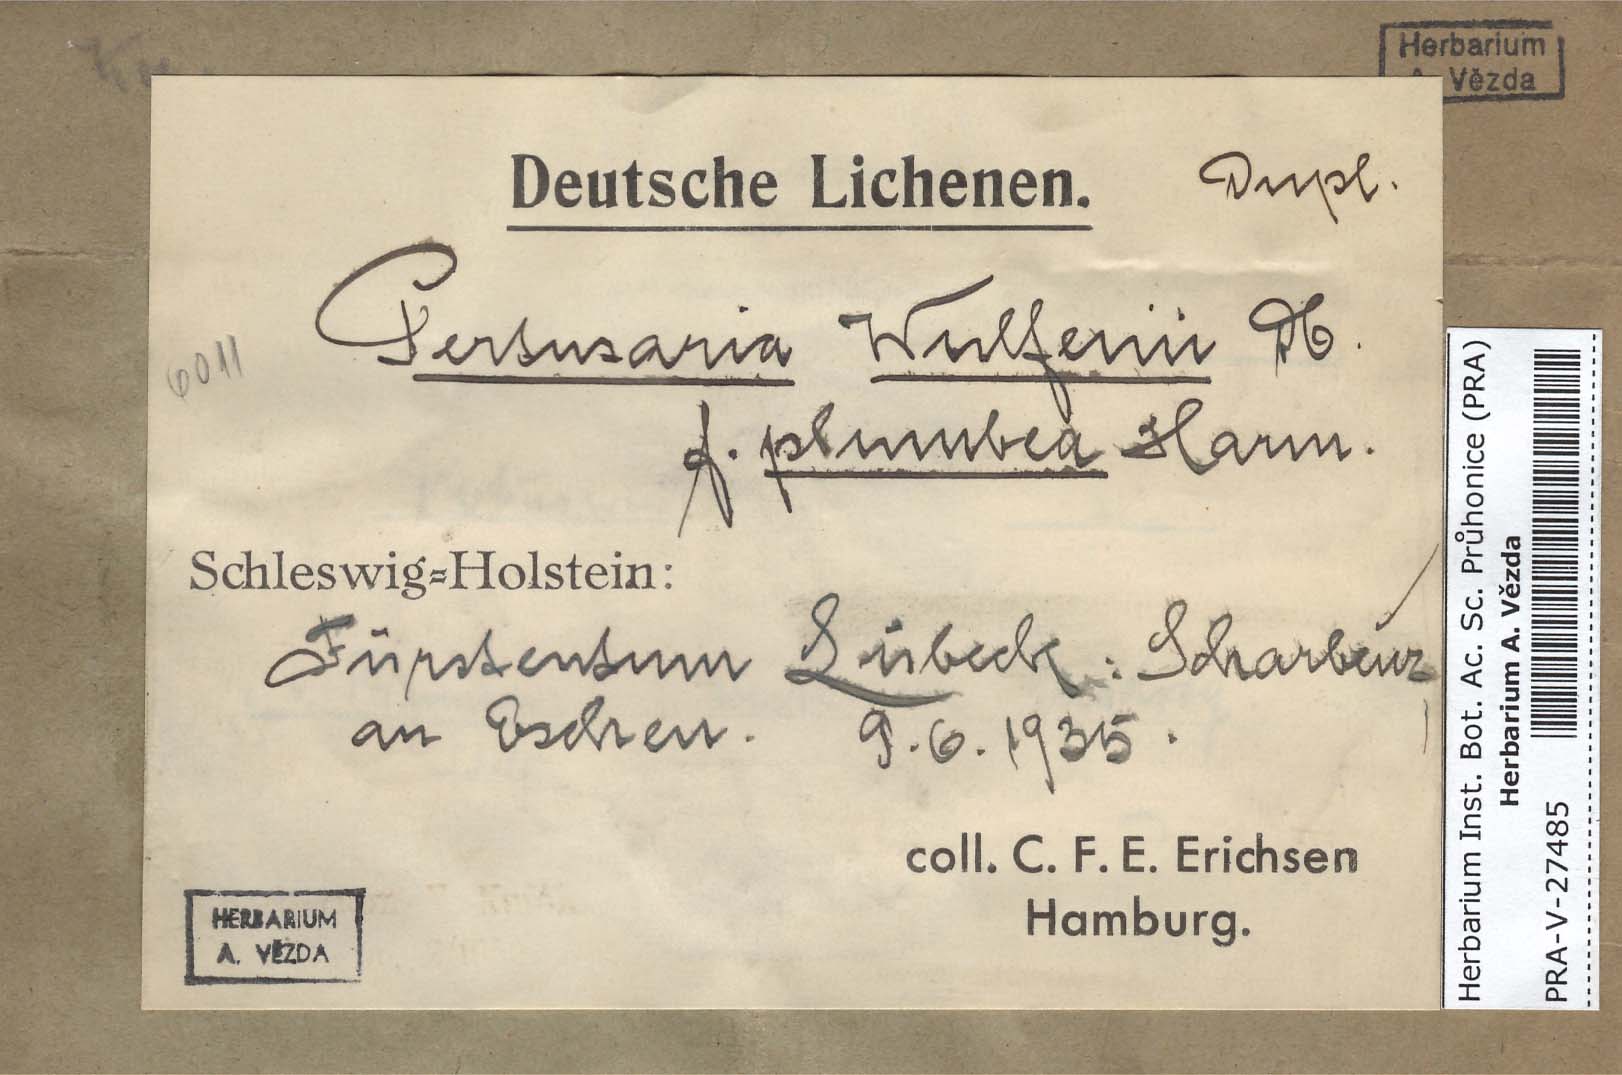 Herbarium
A. Vězda
Deutsche Lichenen.
Dupl.
Pertusaria Wulfenii DC.
f. plumbea Harm.
6011
Schleswig=Holstein:
Fürstentum Lübeck: Scharbeuz
an Eschen. 9.6.1935.
coll. C. F. E. Erichsen
Hamburg.
HERBARIUM
A. VĚZDA
Herbarium Inst. Bot. Ac. Sc. Průhonice (PRA)
Herbarium A. Vězda
PRA-V-27485